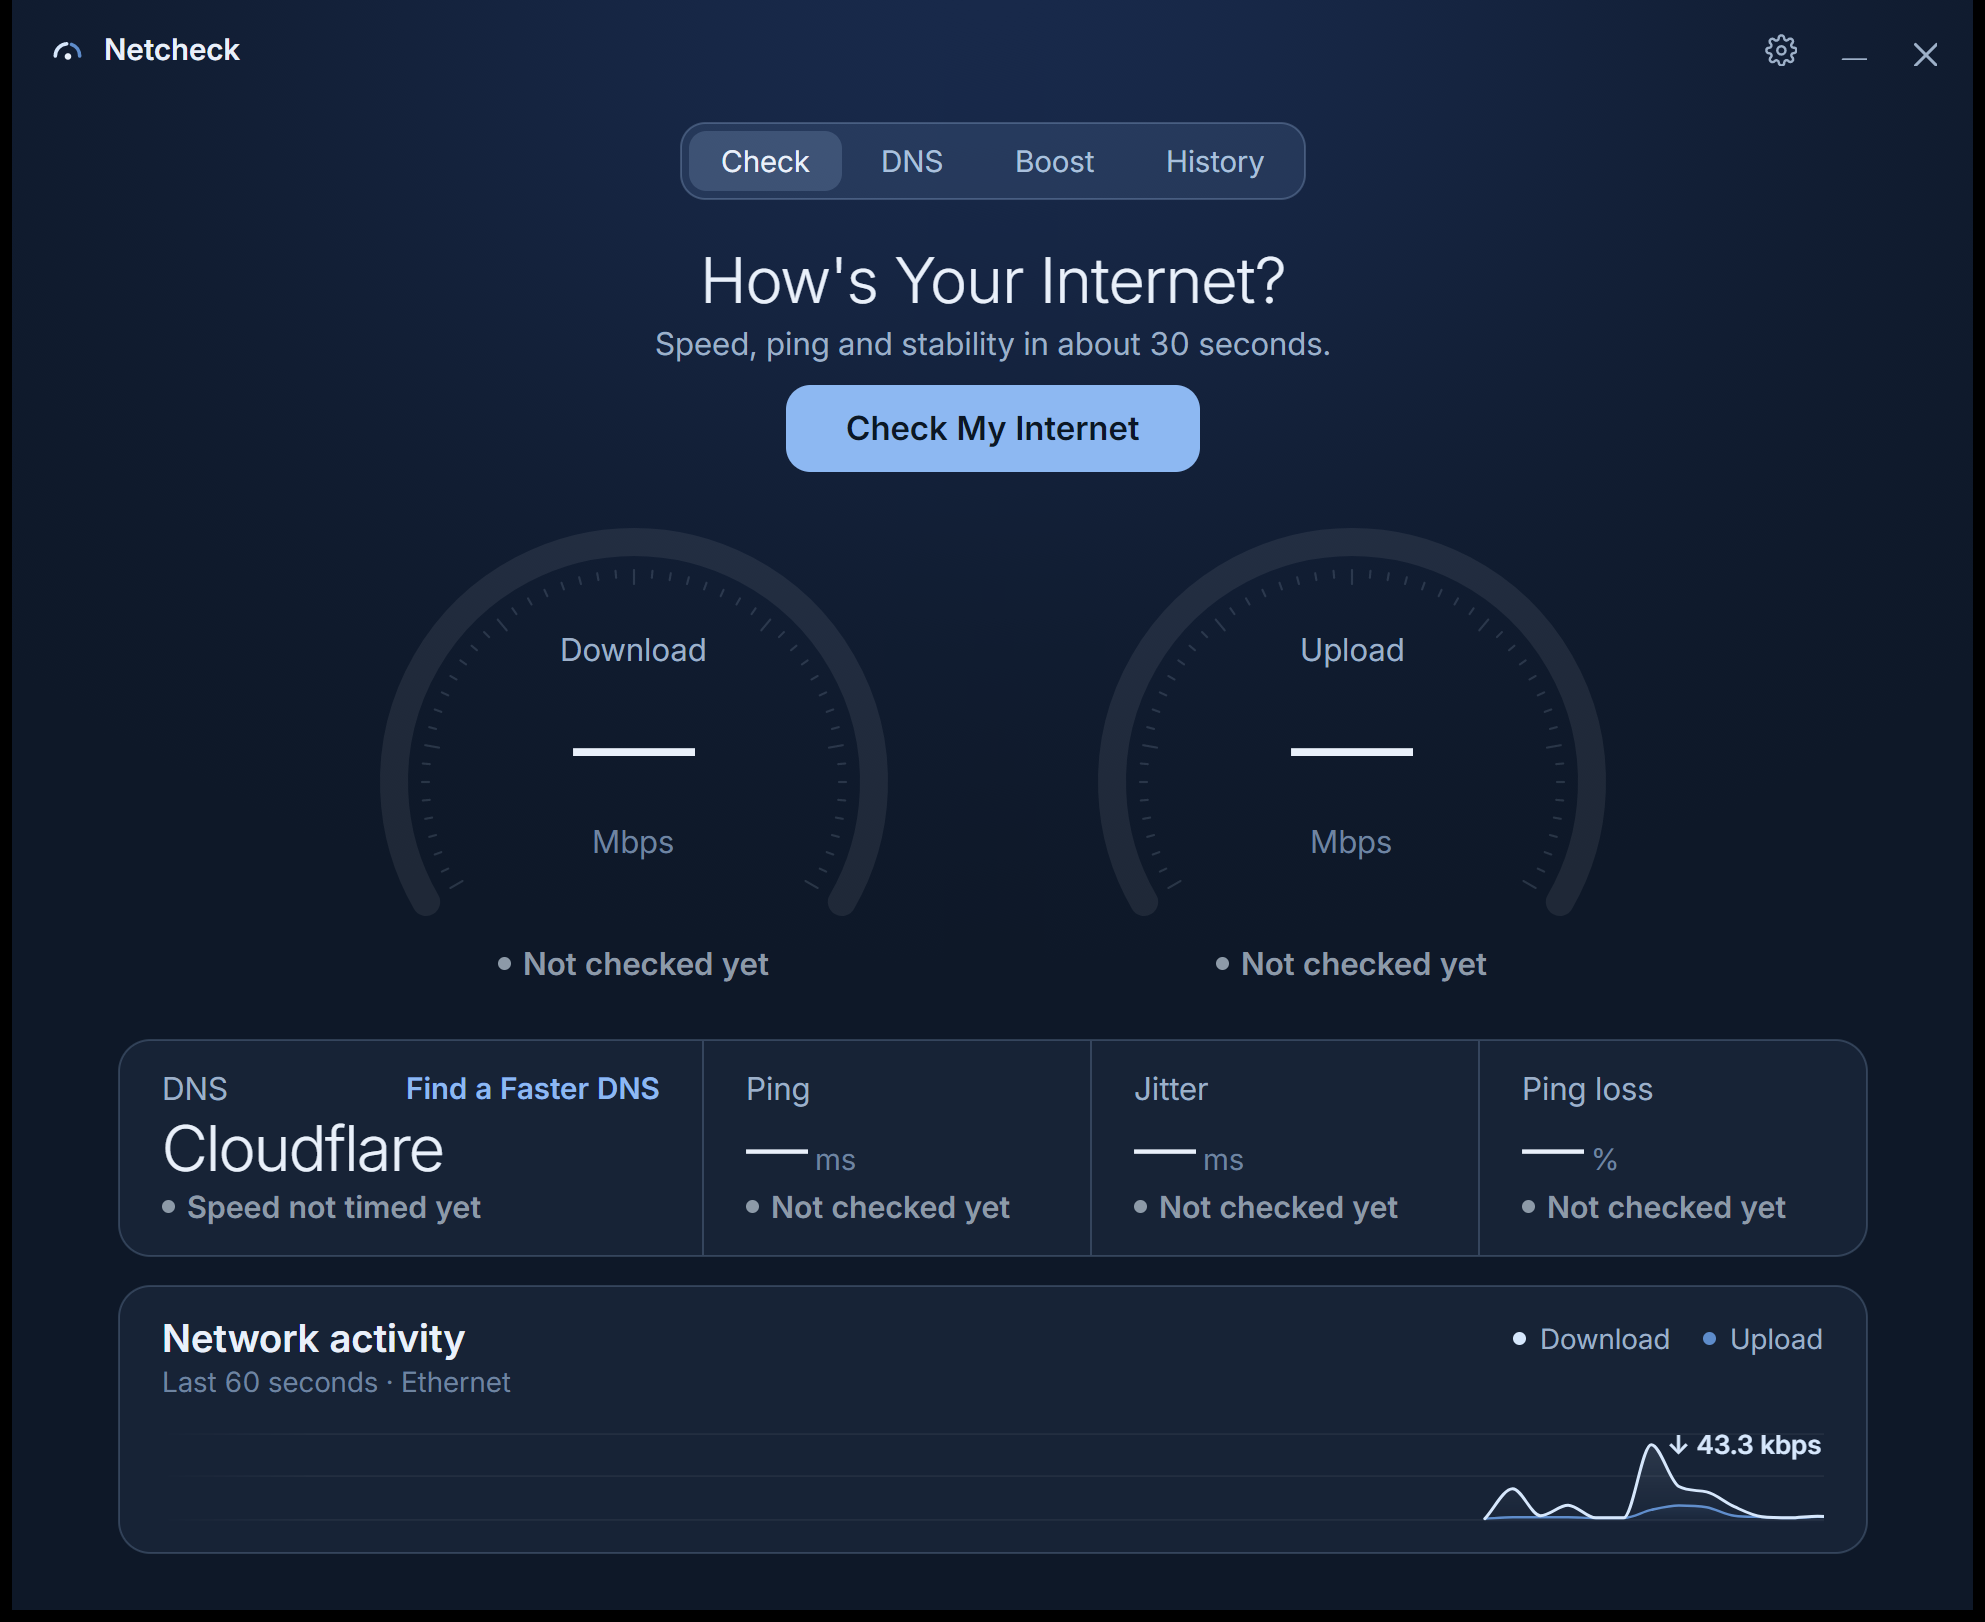 Netcheck
Check DNS Boost History
How's Your Internet?
Speed, ping and stability in about 30 seconds.
Check My Internet
Download
—
Mbps
Not checked yet
Upload
—
Mbps
Not checked yet
DNS Find a Faster DNS
Cloudflare
Speed not timed yet
Ping
— ms
Not checked yet
Jitter
— ms
Not checked yet
Ping loss
— %
Not checked yet
Network activity
Last 60 seconds · Ethernet
Download Upload
↓ 43.3 kbps